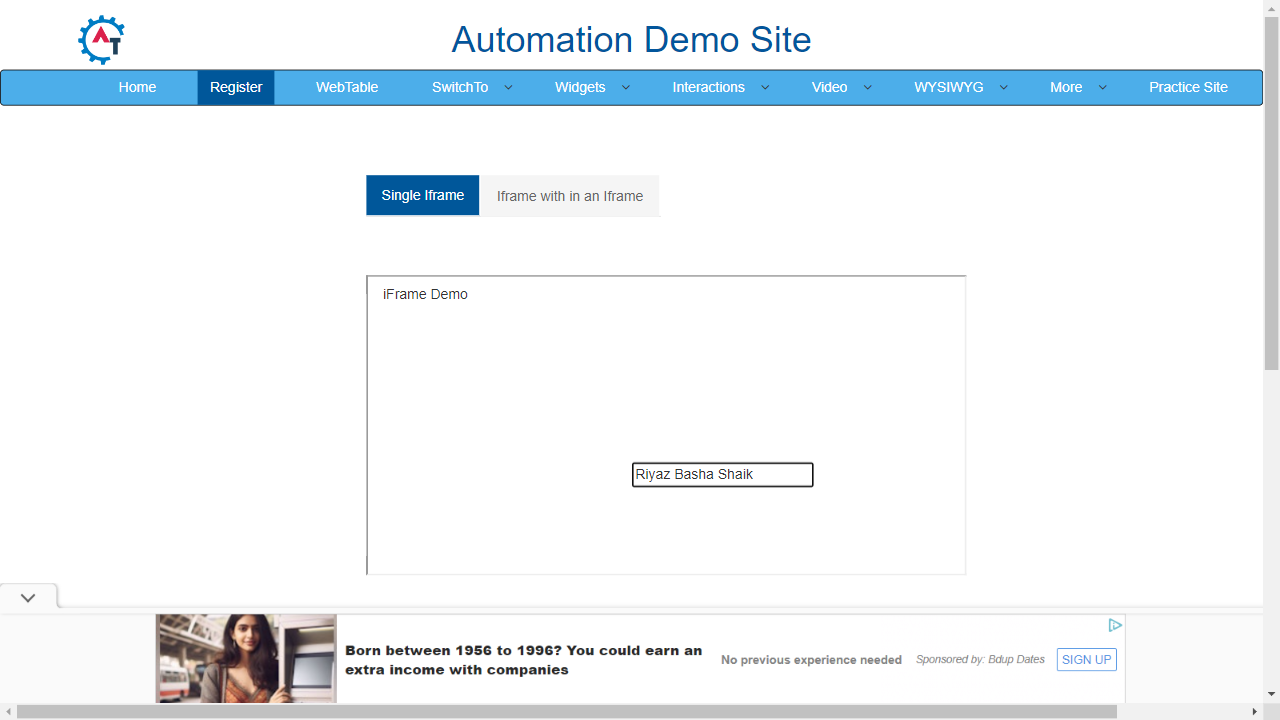 AT
Automation Demo Site
Home Register WebTable SwitchTo Widgets Interactions Video WYSIWYG More Practice Site
Single Iframe Iframe with in an Iframe
iFrame Demo
Riyaz Basha Shaik
Born between 1956 to 1996? You could earn an
extra income with companies
No previous experience needed
Sponsored by: Bdup Dates
SIGN UP